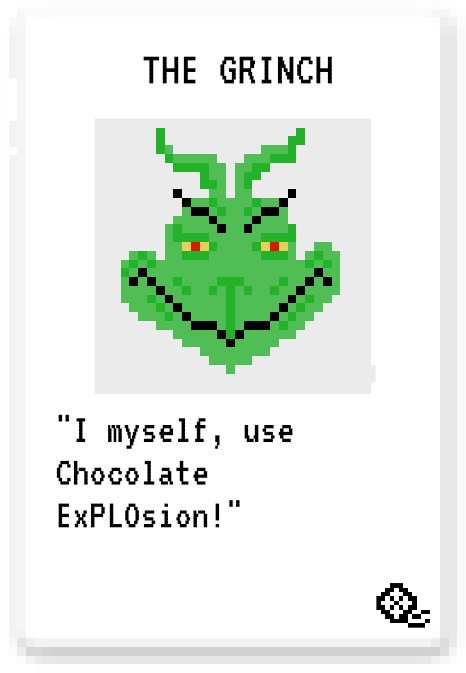 THE GRINCH
"I myself, use
Chocolate
ExPLOsion!"